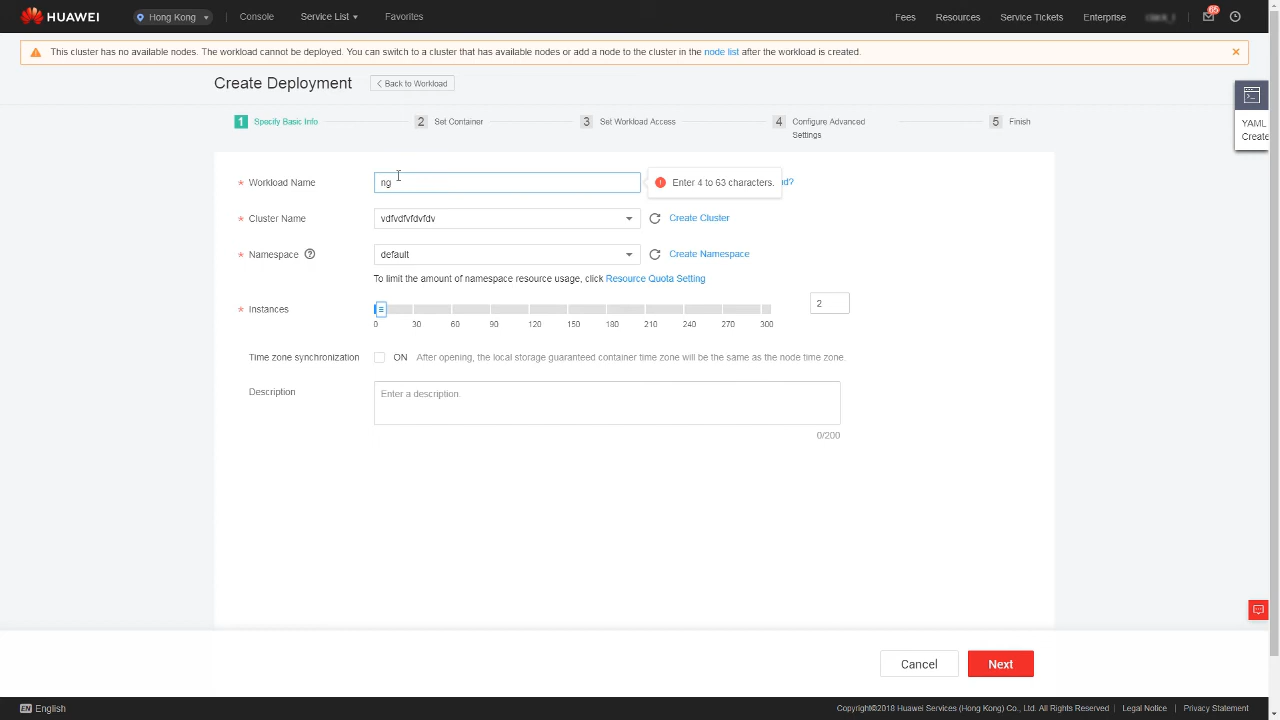 HUAWEI Hong Kong Console Service List Favorites Fees Resources Service Tickets Enterprise 65
This cluster has no available nodes. The workload cannot be deployed. You can switch to a cluster that has available nodes or add a node to the cluster in the node list after the workload is created.
Create Deployment Back to Workload
YAML
Create
1 Specify Basic Info 2 Set Container 3 Set Workload Access 4 Configure Advanced 5 Finish
Settings
* Workload Name ng Enter 4 to 63 characters. d?
* Cluster Name vdfvdfvfdvfdv Create Cluster
* Namespace ? default Create Namespace
To limit the amount of namespace resource usage, click Resource Quota Setting
* Instances 2
0 30 60 90 120 150 180 210 240 270 300
Time zone synchronization ON After opening, the local storage guaranteed container time zone will be the same as the node time zone.
Description Enter a description.
0/200
Cancel Next
EN English Copyright©2018 Huawei Services (Hong Kong) Co., Ltd. All Rights Reserved Legal Notice Privacy Statement